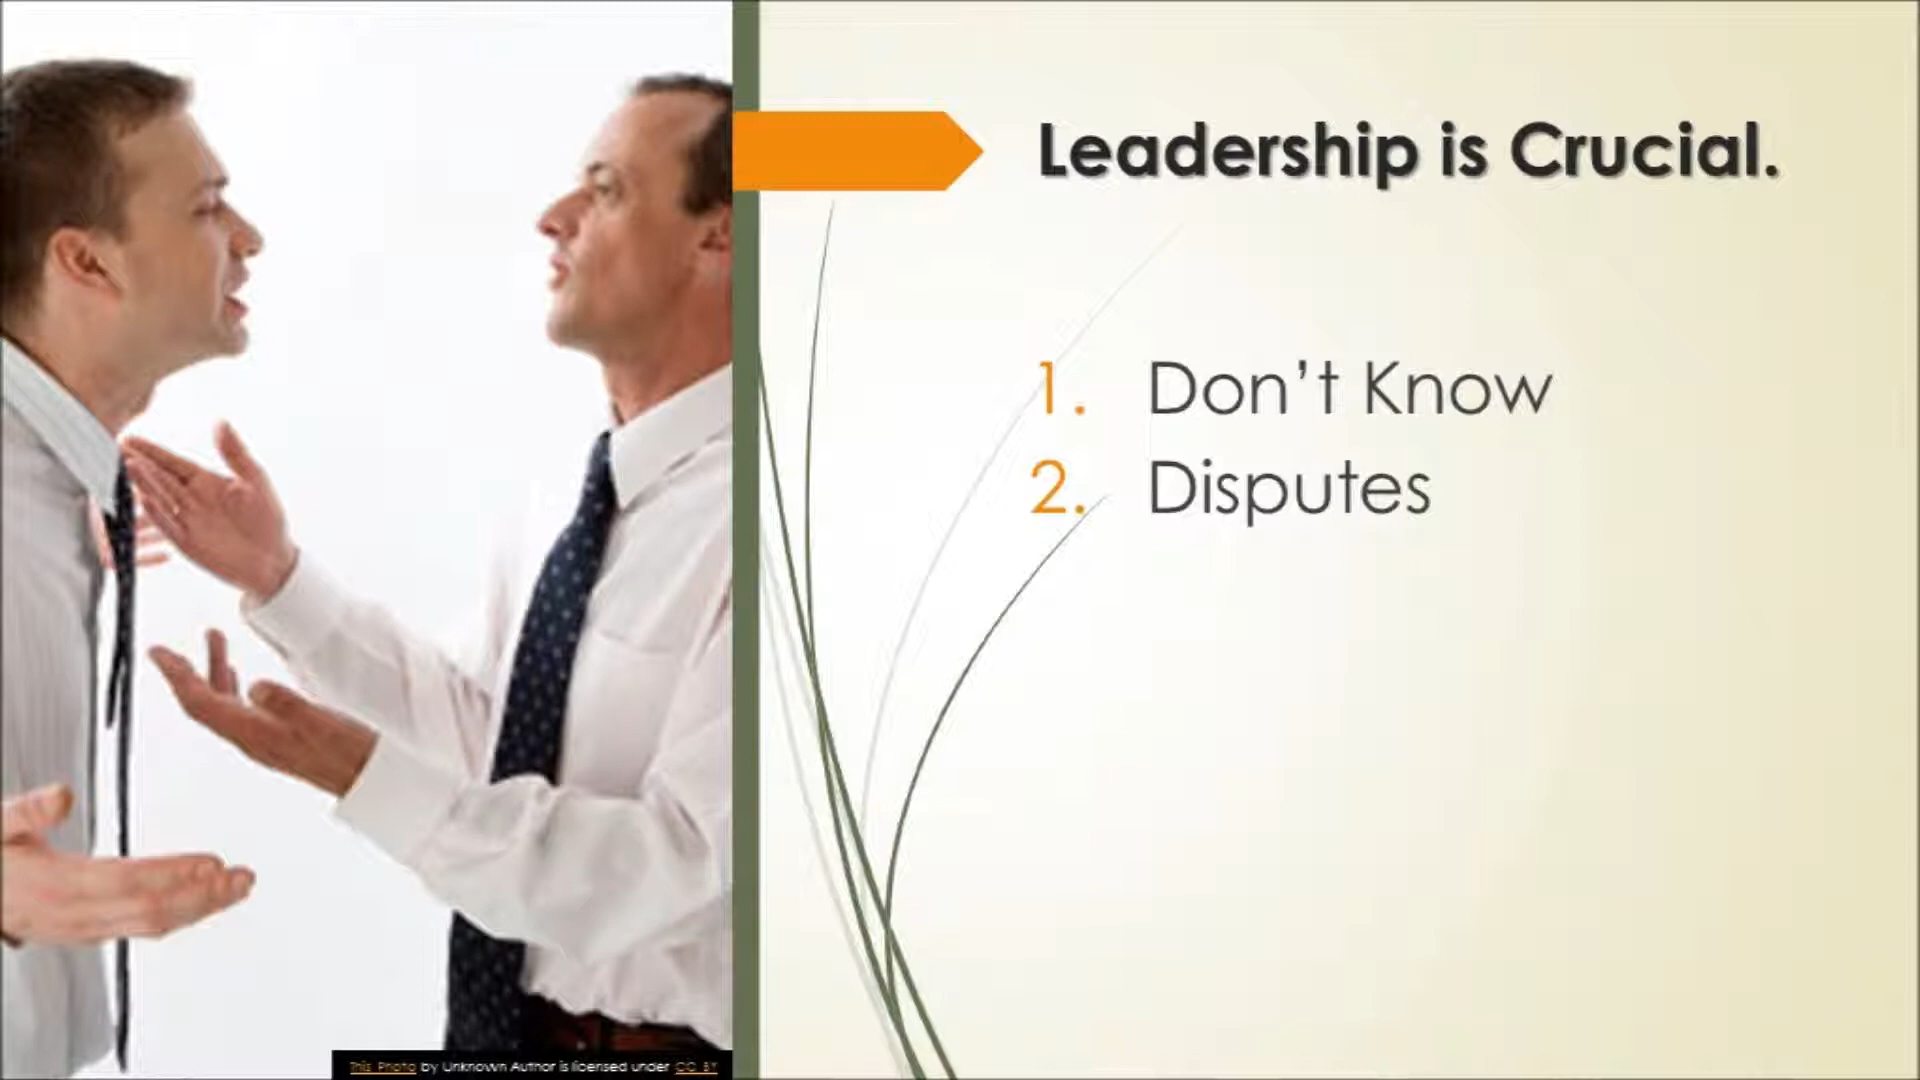 Leadership is Crucial.
1. Don’t Know
2. Disputes
This Photo by Unknown Author is licensed under CC BY